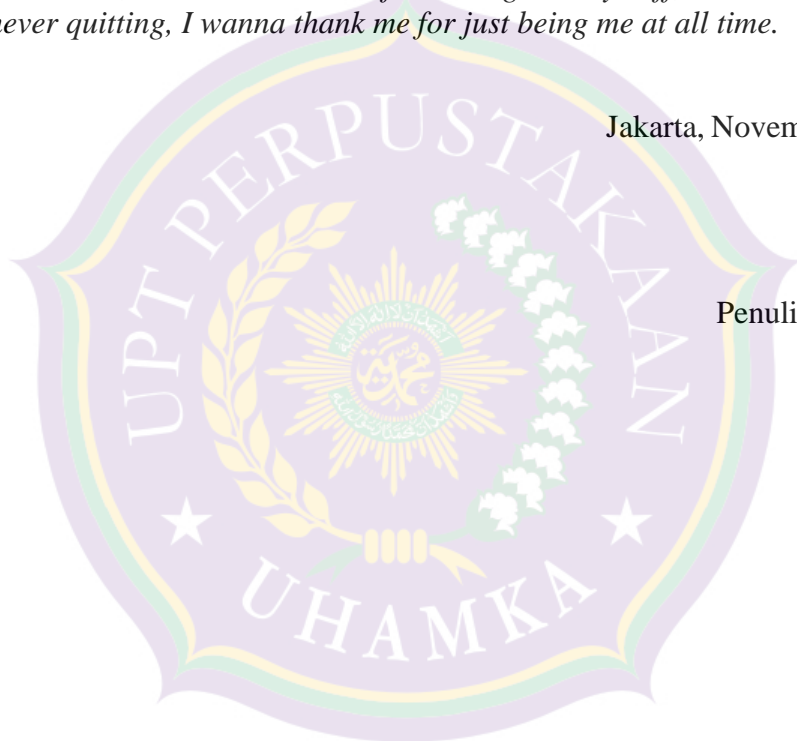 never quitting, I wanna thank me for just being me at all time.
Jakarta, Novem
Penuli
UPT PERPUSTAKAAN
UHAMKA